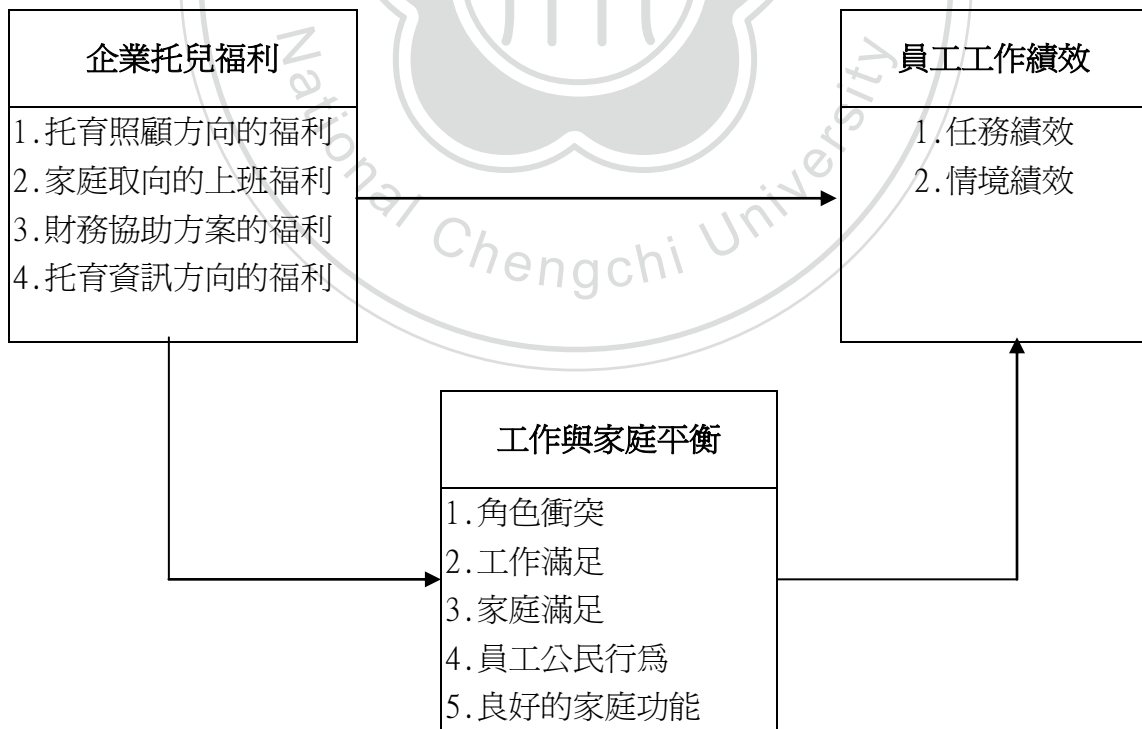 企業托兒福利
1.托育照顧方向的福利
2.家庭取向的上班福利
3.財務協助方案的福利
4.托育資訊方向的福利
員工工作績效
1.任務績效
2.情境績效
工作與家庭平衡
1.角色衝突
2.工作滿足
3.家庭滿足
4.員工公民行為
5.良好的家庭功能
National Chengchi University